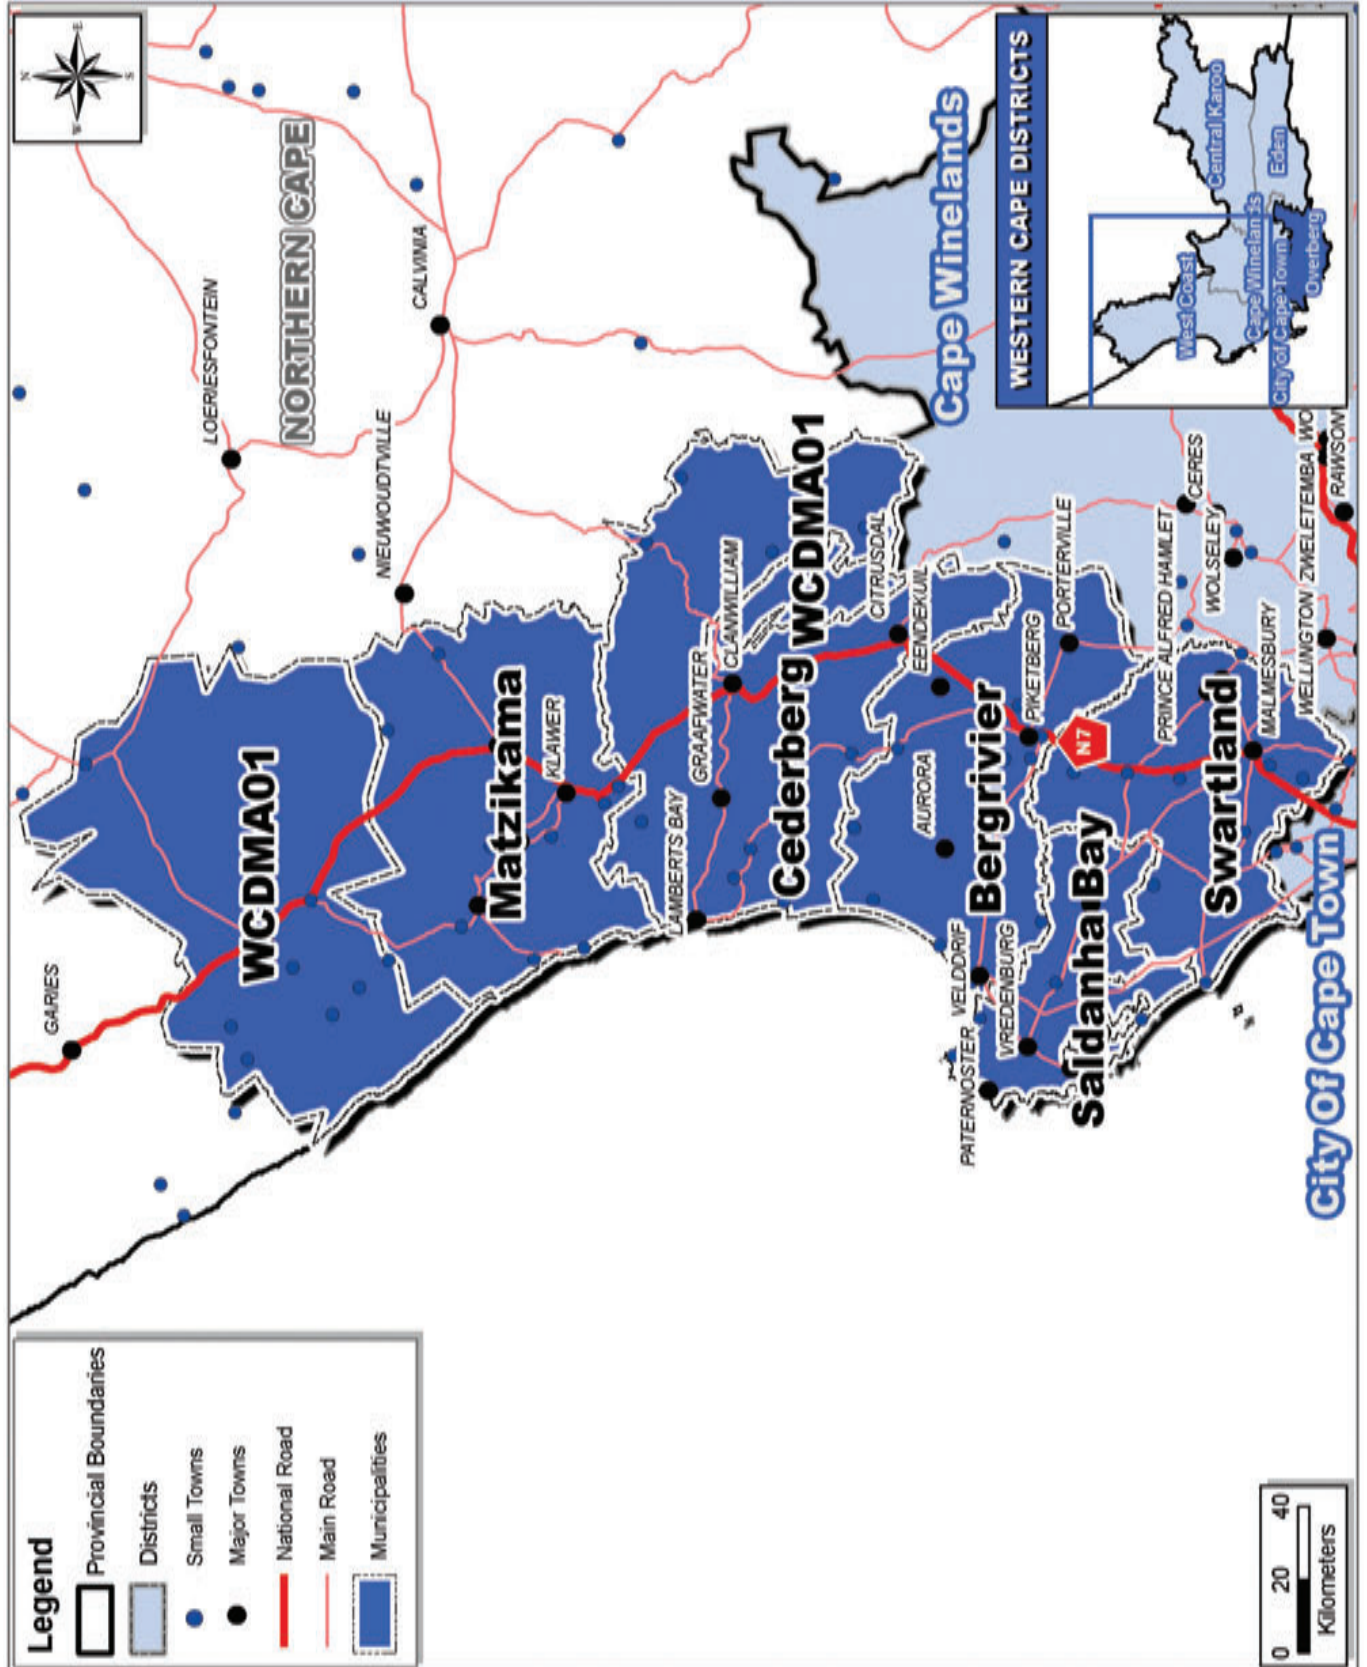 Legend
Provincial Boundaries
Districts
Small Towns
Major Towns
National Road
Main Road
Municipalities
0 20 40
Kilometers
N
E
S
W
GARIES
LOERIESFONTEIN
NORTHERN CAPE
CALVINIA
NIEUWOUDTVILLE
WCDMA01
Matzikama
KLAWER
LAMBERTS BAY
GRAAFWATER
CLANWILLIAM
Cederberg
WCDMA01
CITRUSDAL
EENDEKUIL
AURORA
Bergrivier
PIKETBERG
PORTERVILLE
N7
VELDDRIF
VREDENBURG
PATERNOSTER
Saldanha Bay
Swartland
PRINCE ALFRED HAMLET
CERES
WOLSELEY
MALMESBURY
WELLINGTON
ZWELETEMBA
WO
RAWSON
Cape Winelands
City Of Cape Town
WESTERN CAPE DISTRICTS
West Coast
Central Karoo
Cape Winelands
Eden
City of Cape Town
Overberg